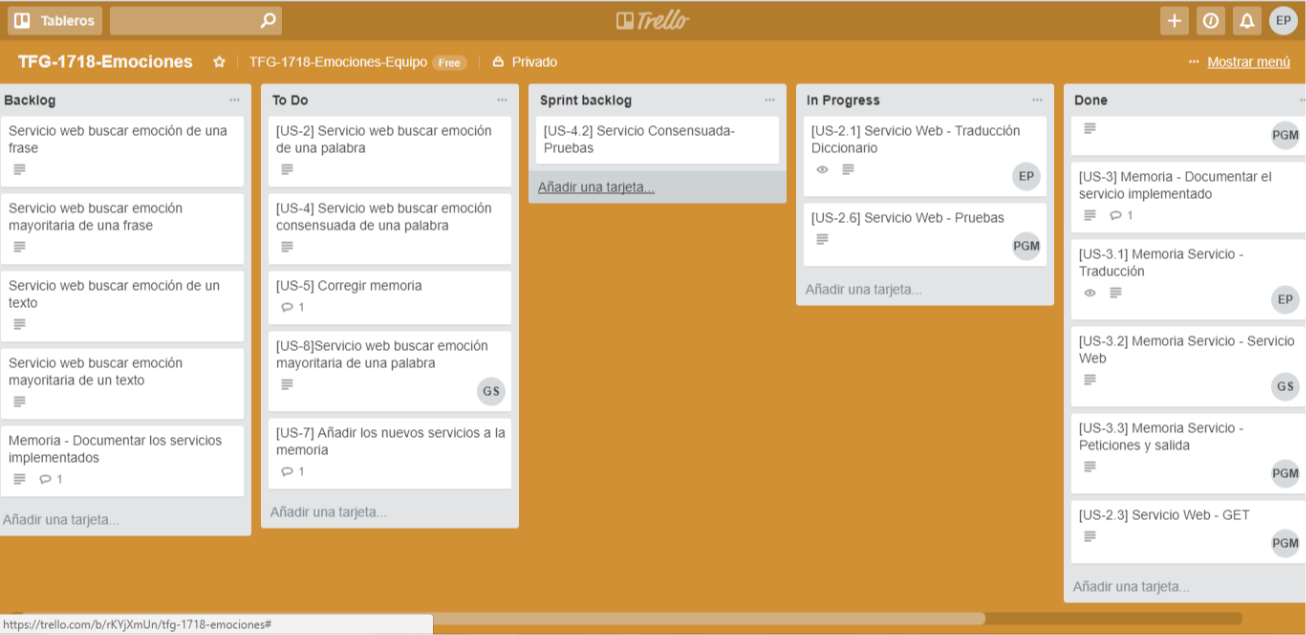 Tableros
Trello
EP
TFG-1718-Emociones
TFG-1718-Emociones-Equipo Free
Privado
··· Mostrar menú
Backlog
Servicio web buscar emoción de una
frase
Servicio web buscar emoción
mayoritaria de una frase
Servicio web buscar emoción de un
texto
Servicio web buscar emoción
mayoritaria de un texto
Memoria - Documentar los servicios
implementados
1
Añadir una tarjeta...
To Do
[US-2] Servicio web buscar emoción
de una palabra
[US-4] Servicio web buscar emoción
consensuada de una palabra
[US-5] Corregir memoria
1
[US-8]Servicio web buscar emoción
mayoritaria de una palabra
GS
[US-7] Añadir los nuevos servicios a la
memoria
1
Añadir una tarjeta...
Sprint backlog
[US-4.2] Servicio Consensuada-
Pruebas
Añadir una tarjeta...
In Progress
[US-2.1] Servicio Web - Traducción
Diccionario
EP
[US-2.6] Servicio Web - Pruebas
PGM
Añadir una tarjeta...
Done
PGM
[US-3] Memoria - Documentar el
servicio implementado
1
[US-3.1] Memoria Servicio -
Traducción
EP
[US-3.2] Memoria Servicio - Servicio
Web
GS
[US-3.3] Memoria Servicio -
Peticiones y salida
PGM
[US-2.3] Servicio Web - GET
PGM
Añadir una tarjeta...
https://trello.com/b/rKYjXmUn/tfg-1718-emociones#